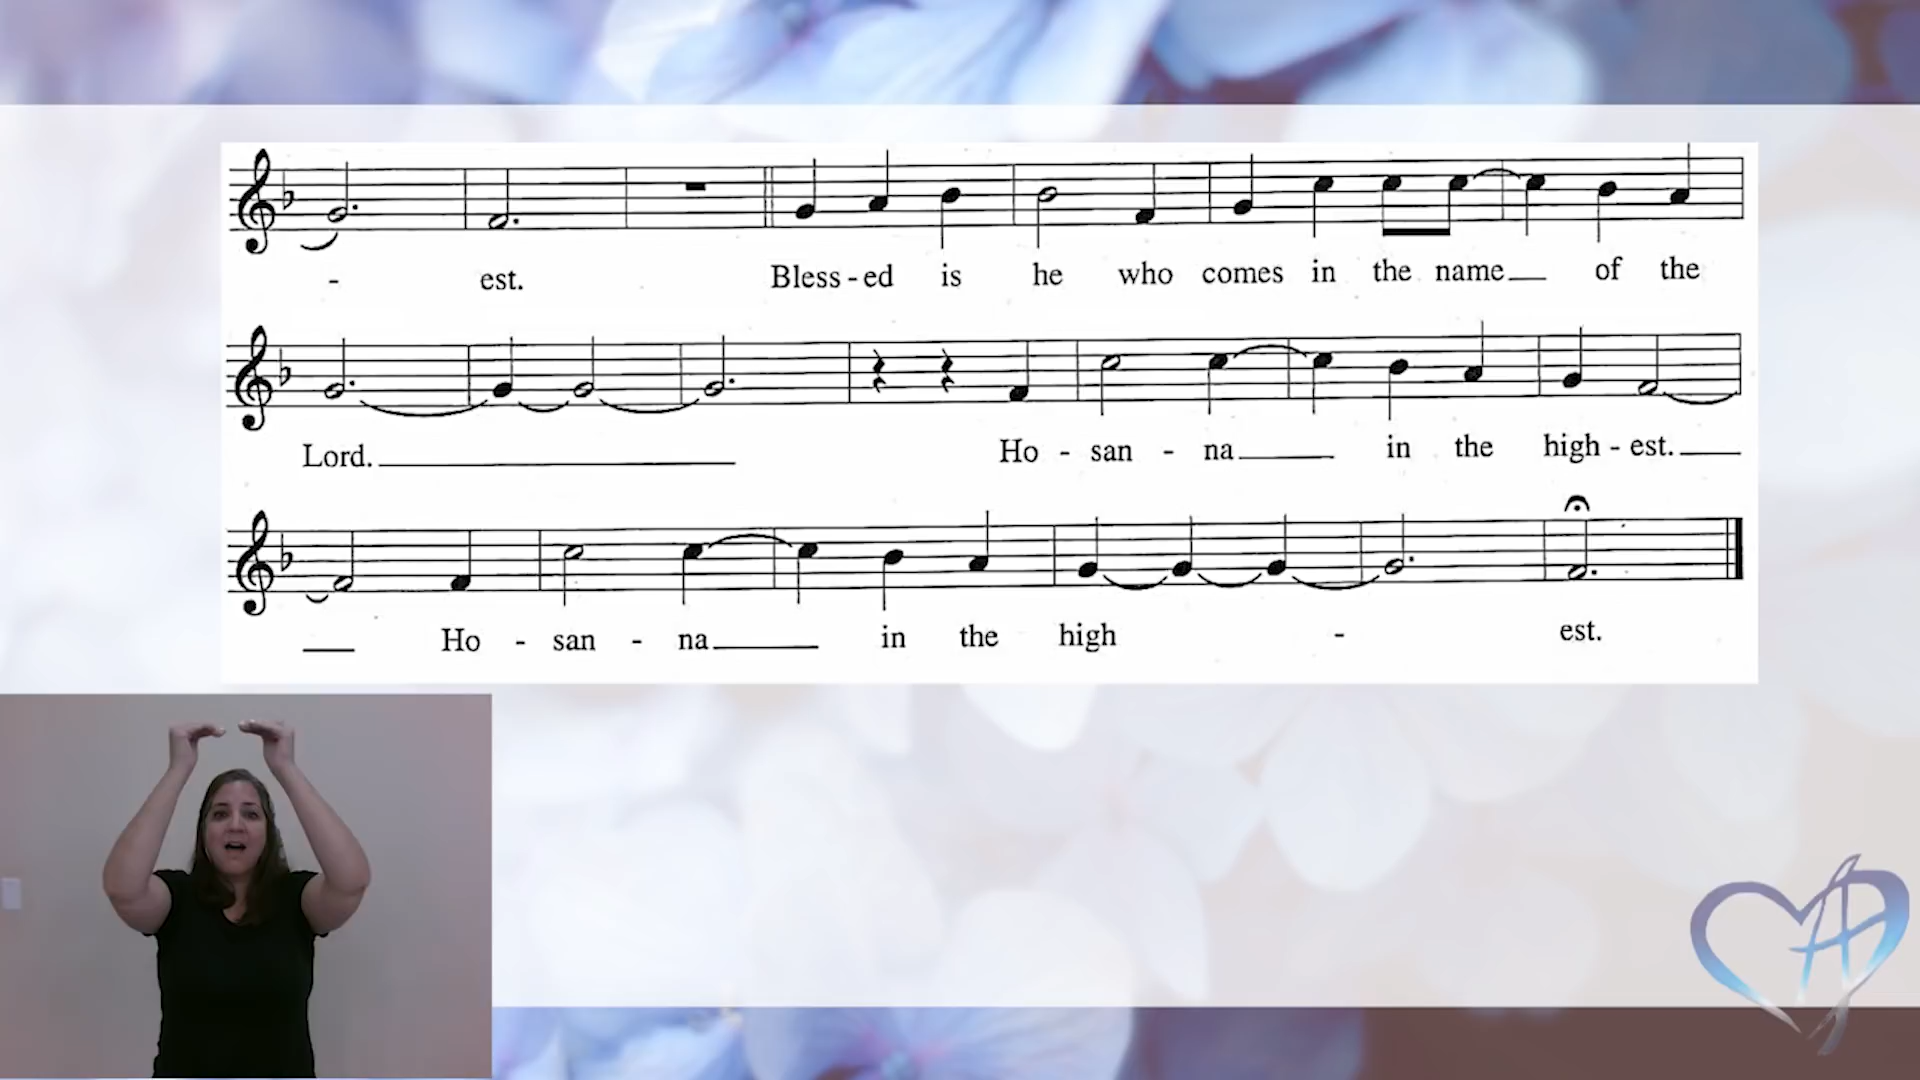 - est. Bless - ed is he who comes in the name of the
Lord. Ho - san - na in the high - est.
Ho - san - na in the high - est.